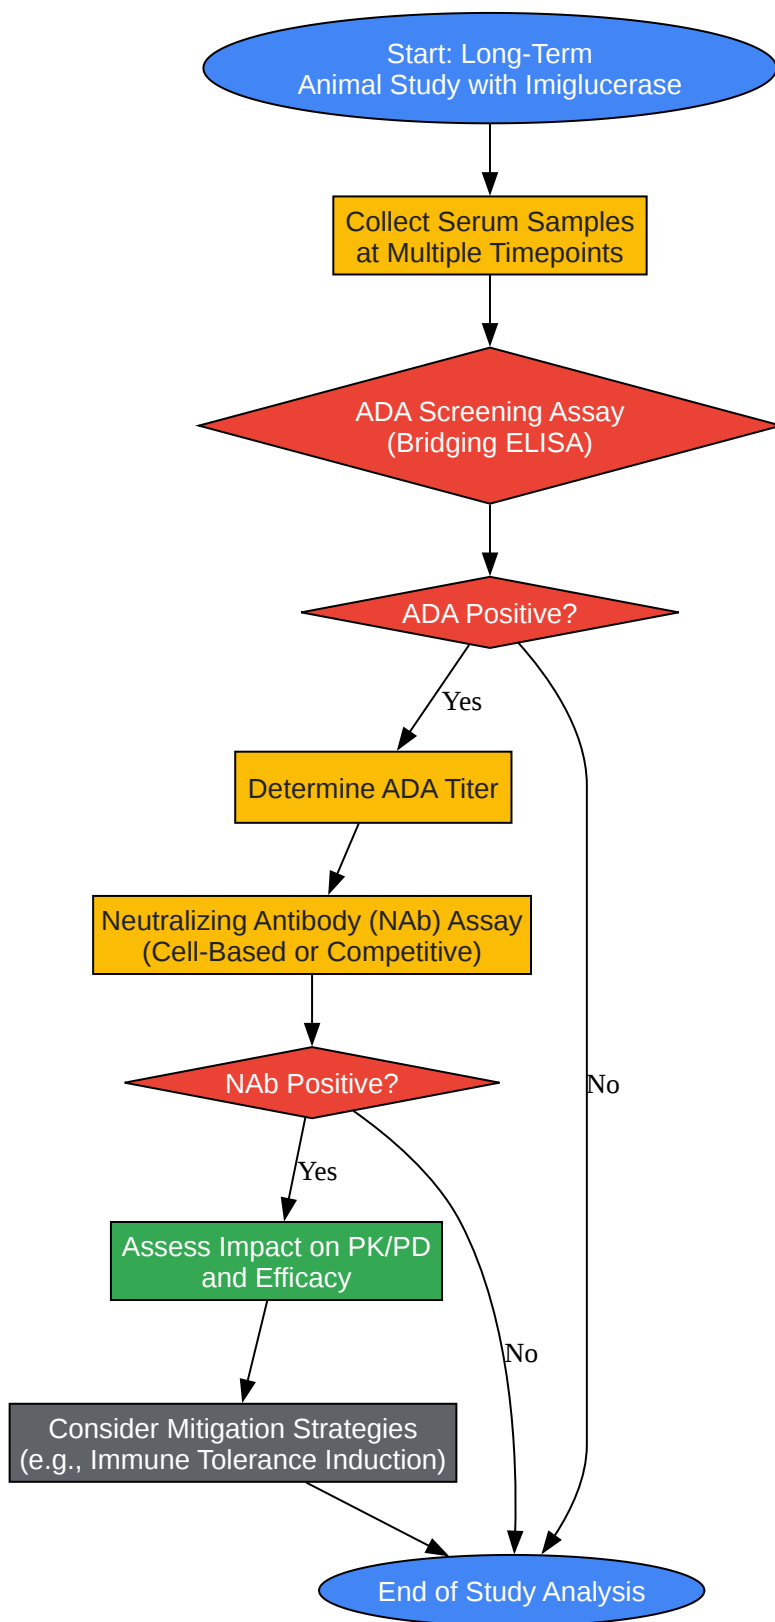 Start: Long-Term
Animal Study with Imiglucerase
Collect Serum Samples
at Multiple Timepoints
ADA Screening Assay
(Bridging ELISA)
ADA Positive?
Yes
Determine ADA Titer
Neutralizing Antibody (NAb) Assay
(Cell-Based or Competitive)
NAb Positive?
No
Yes
Assess Impact on PK/PD
and Efficacy
No
Consider Mitigation Strategies
(e.g., Immune Tolerance Induction)
End of Study Analysis